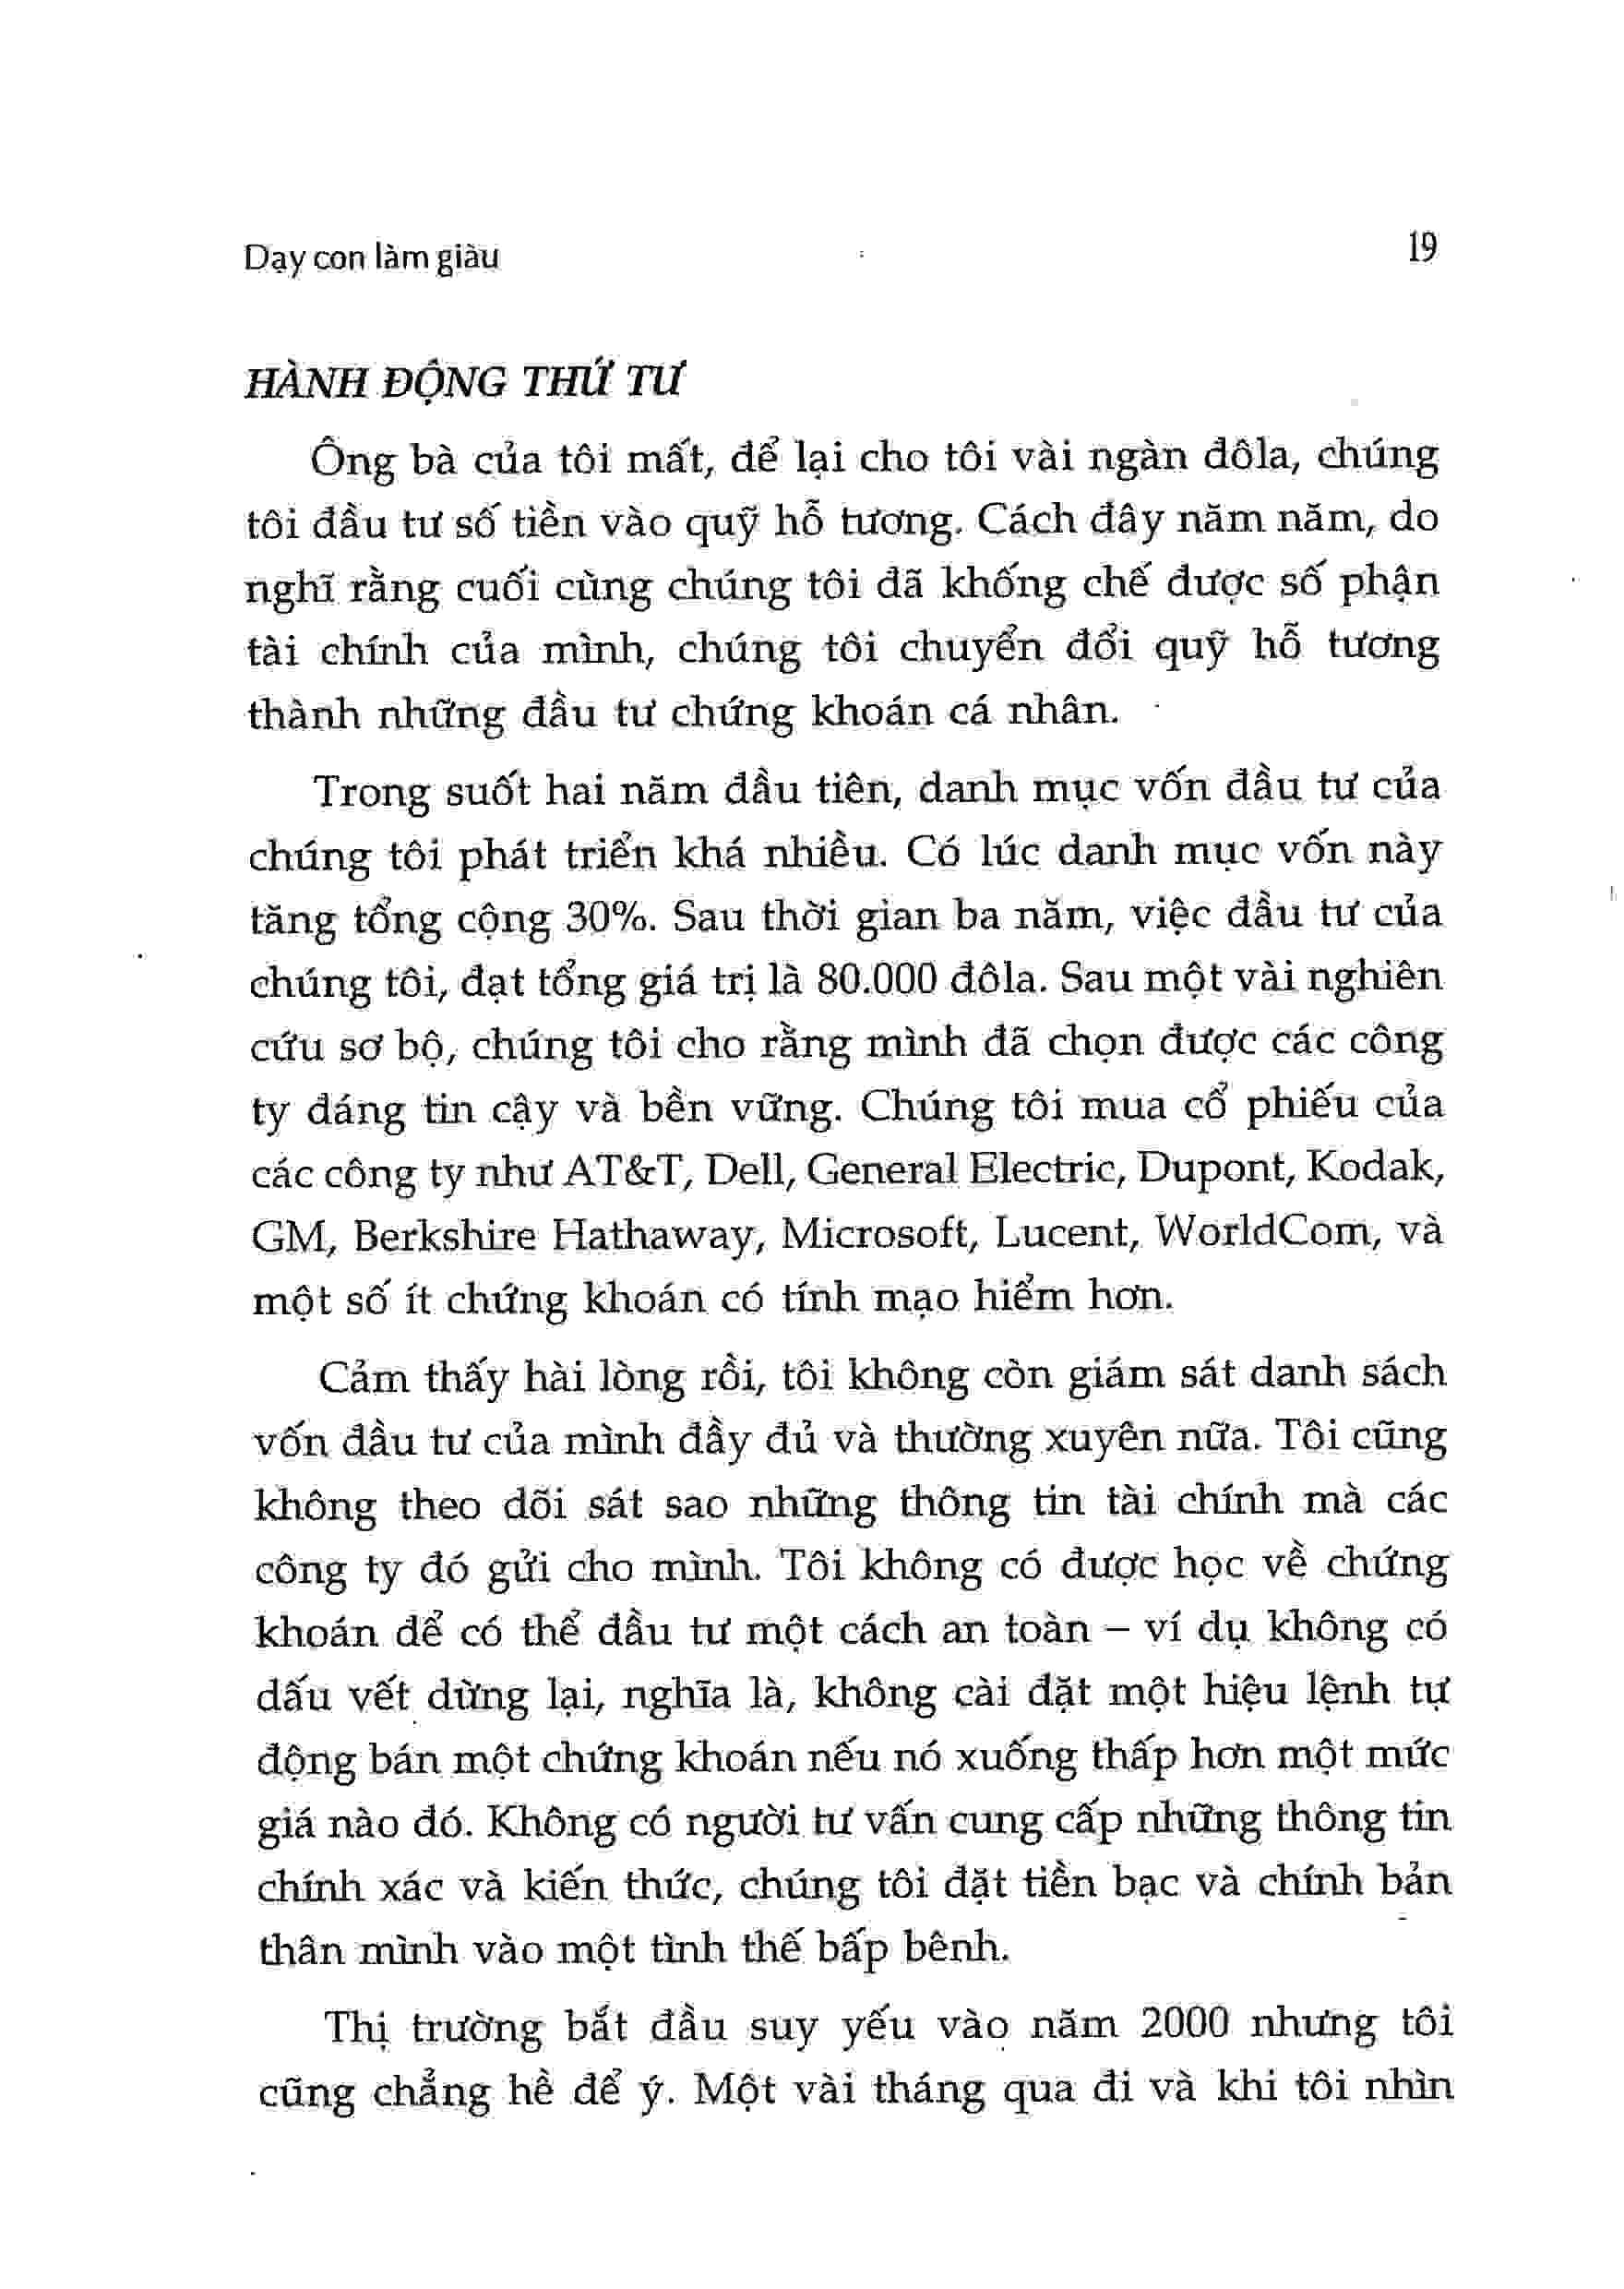 Dạy con làm giàu 19
HÀNH ĐỘNG THỨ TƯ
Ông bà của tôi mất, để lại cho tôi vài ngàn đôla, chúng
tôi đầu tư số tiền vào quỹ hỗ tương. Cách đây năm năm, do
nghĩ rằng cuối cùng chúng tôi đã khống chế được số phận
tài chính của mình, chúng tôi chuyển đổi quỹ hỗ tương
thành những đầu tư chứng khoán cá nhân.
Trong suốt hai năm đầu tiên, danh mục vốn đầu tư của
chúng tôi phát triển khá nhiều. Có lúc danh mục vốn này
tăng tổng cộng 30%. Sau thời gian ba năm, việc đầu tư của
chúng tôi, đạt tổng giá trị là 80.000 đôla. Sau một vài nghiên
cứu sơ bộ, chúng tôi cho rằng mình đã chọn được các công
ty đáng tin cậy và bền vững. Chúng tôi mua cổ phiếu của
các công ty như AT&T, Dell, General Electric, Dupont, Kodak,
GM, Berkshire Hathaway, Microsoft, Lucent, WorldCom, và
một số ít chứng khoán có tính mạo hiểm hơn.
Cảm thấy hài lòng rồi, tôi không còn giám sát danh sách
vốn đầu tư của mình đầy đủ và thường xuyên nữa. Tôi cũng
không theo dõi sát sao những thông tin tài chính mà các
công ty đó gửi cho mình. Tôi không có được học về chứng
khoán để có thể đầu tư một cách an toàn – ví dụ không có
dấu vết dừng lại, nghĩa là, không cài đặt một hiệu lệnh tự
động bán một chứng khoán nếu nó xuống thấp hơn một mức
giá nào đó. Không có người tư vấn cung cấp những thông tin
chính xác và kiến thức, chúng tôi đặt tiền bạc và chính bản
thân mình vào một tình thế bấp bênh.
Thị trường bắt đầu suy yếu vào năm 2000 nhưng tôi
cũng chẳng hề để ý. Một vài tháng qua đi và khi tôi nhìn